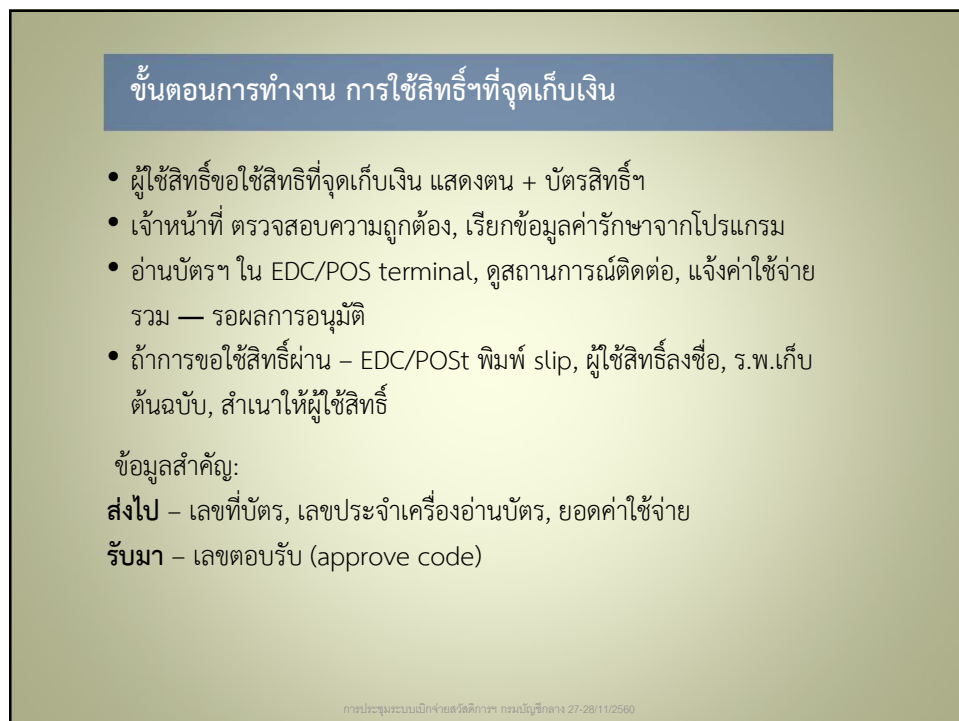 ขั้นตอนการทำงาน การใช้สิทธิ์ฯที่จุดเก็บเงิน
• ผู้ใช้สิทธิ์ขอใช้สิทธิที่จุดเก็บเงิน แสดงตน + บัตรสิทธิ์ฯ
• เจ้าหน้าที่ ตรวจสอบความถูกต้อง, เรียกข้อมูลค่ารักษาจากโปรแกรม
• อ่านบัตรฯ ใน EDC/POS terminal, ดูสถานการณ์ติดต่อ, แจ้งค่าใช้จ่าย
รวม — รอผลการอนุมัติ
• ถ้าการขอใช้สิทธิ์ผ่าน – EDC/POSt พิมพ์ slip, ผู้ใช้สิทธิ์ลงชื่อ, ร.พ.เก็บ
ต้นฉบับ, สำเนาให้ผู้ใช้สิทธิ์
ข้อมูลสำคัญ:
ส่งไป – เลขที่บัตร, เลขประจำเครื่องอ่านบัตร, ยอดค่าใช้จ่าย
รับมา – เลขตอบรับ (approve code)
การประชุมระบบเบิกจ่ายสวัสดิการฯ กรมบัญชีกลาง 27-28/11/2560